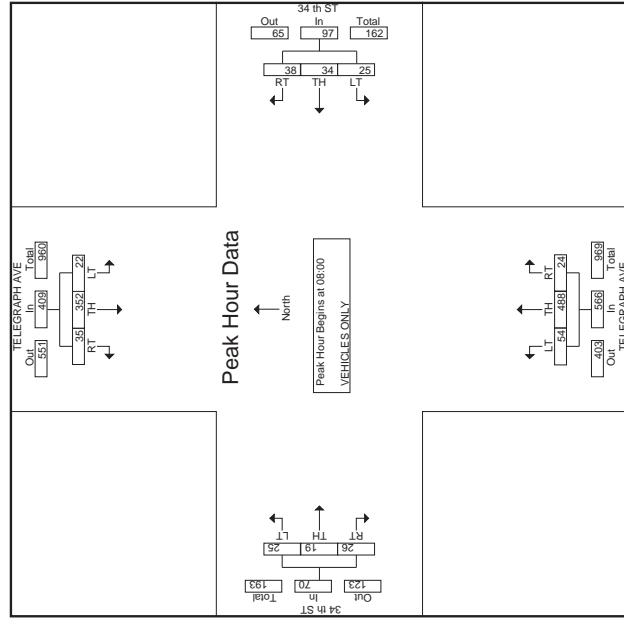 34 th ST
Out In Total
65 97 162
38 34 25
RT TH LT
TELEGRAPH AVE
Out In Total
551 409 960
35 352 22
RT TH LT
Peak Hour Data
North
Peak Hour Begins at 08:00
VEHICLES ONLY
LT TH RT
54 488 24
403 566 969
Out In Total
TELEGRAPH AVE
LT TH RT
25 19 26
193 70 123
Total In Out
34 th ST